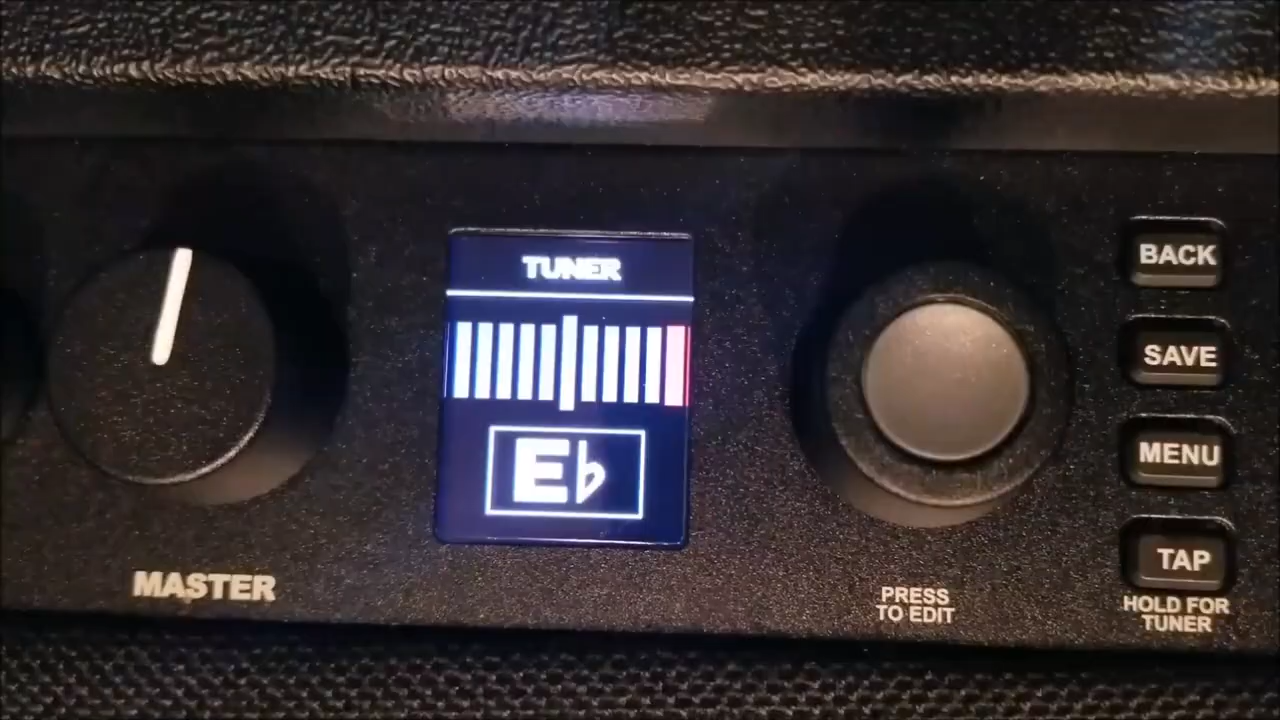 TUNER
E♭
MASTER
PRESS
TO EDIT
BACK
SAVE
MENU
TAP
HOLD FOR
TUNER